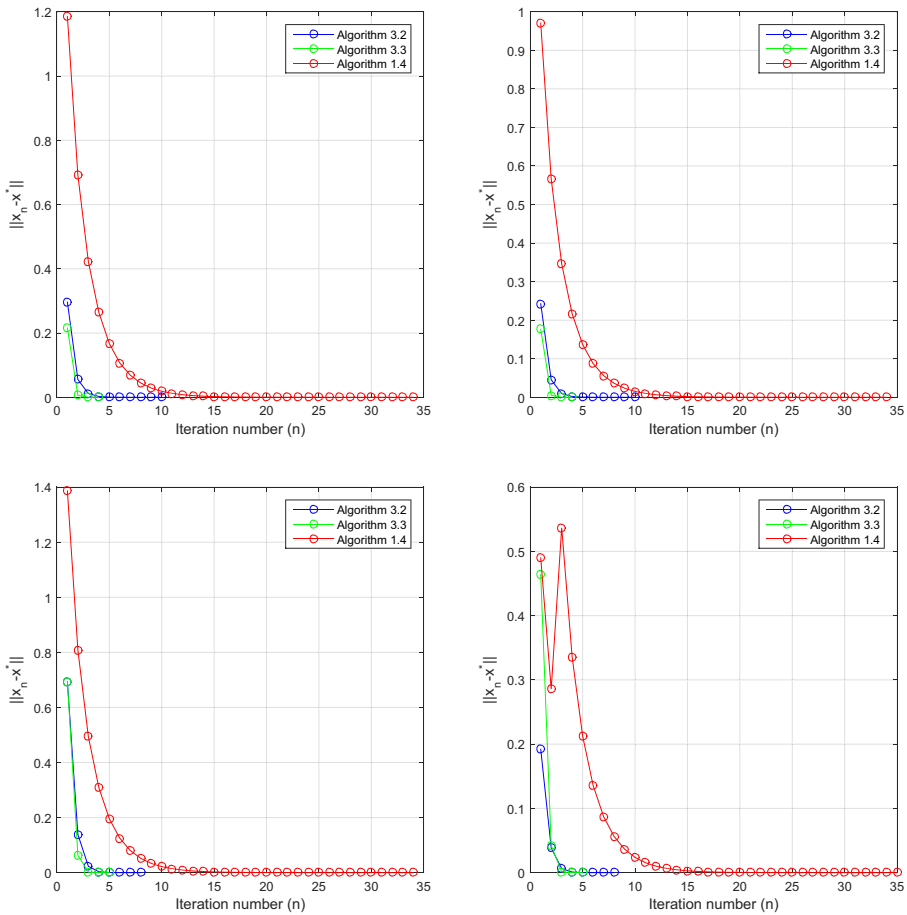 1.2
1
0.8
0.6
0.4
0.2
0
0 5 10 15 20 25 30 35
||x_n-x^*||
Iteration number (n)
Algorithm 3.2
Algorithm 3.3
Algorithm 1.4
1
0.9
0.8
0.7
0.6
0.5
0.4
0.3
0.2
0.1
0
0 5 10 15 20 25 30 35
||x_n-x^*||
Iteration number (n)
Algorithm 3.2
Algorithm 3.3
Algorithm 1.4
1.4
1.2
1
0.8
0.6
0.4
0.2
0
0 5 10 15 20 25 30 35
||x_n-x^*||
Iteration number (n)
Algorithm 3.2
Algorithm 3.3
Algorithm 1.4
0.6
0.5
0.4
0.3
0.2
0.1
0
0 5 10 15 20 25 30 35
||x_n-x^*||
Iteration number (n)
Algorithm 3.2
Algorithm 3.3
Algorithm 1.4